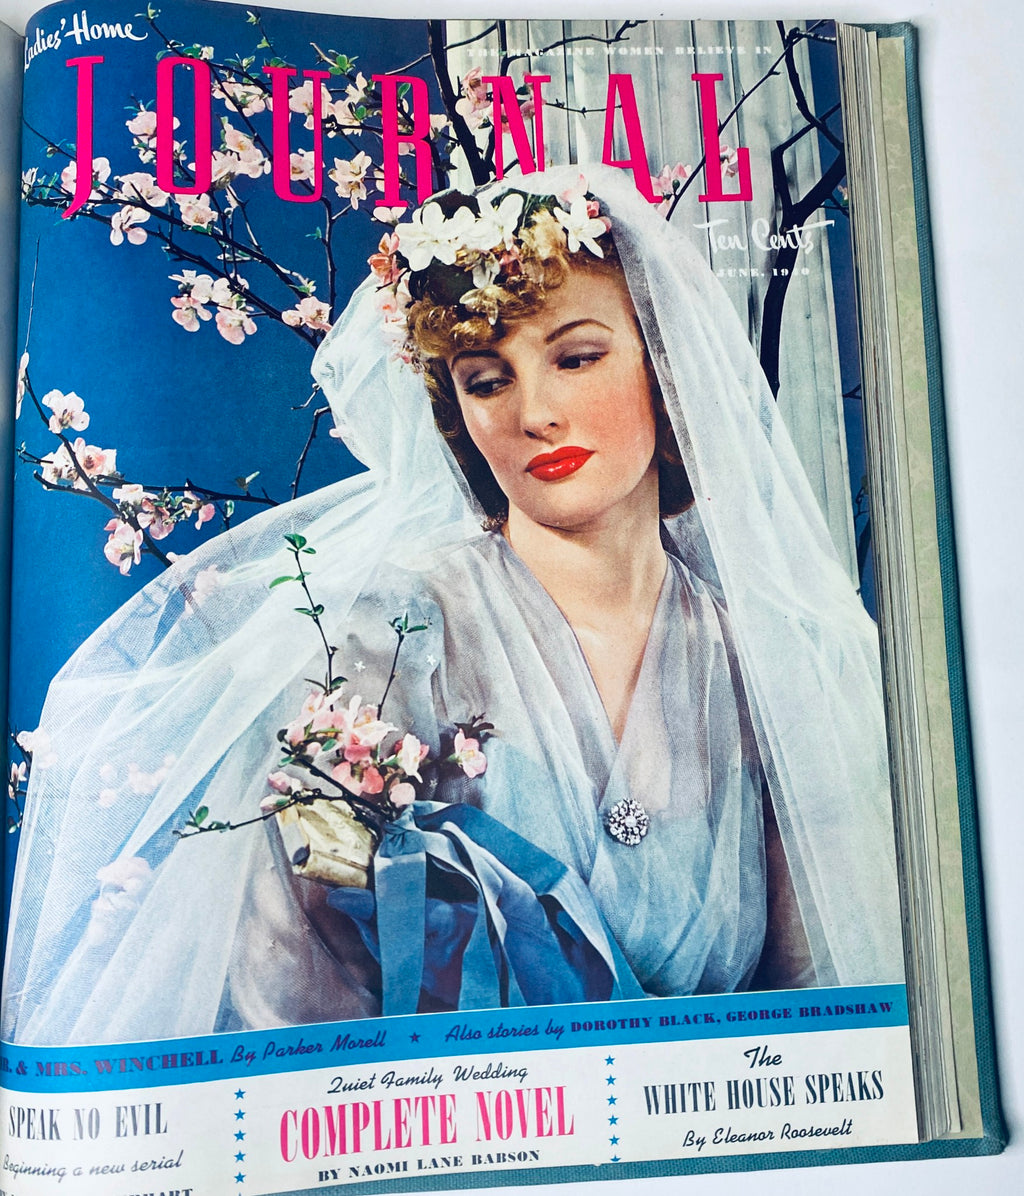 Ladies' Home
THE MAGAZINE WOMEN BELIEVE IN
JOURNAL
Ten Cents
JUNE, 1940
& MRS. WINCHELL By Parker Morell ★ Also stories by DOROTHY BLACK, GEORGE BRADSHAW
SPEAK NO EVIL
Beginning a new serial
Quiet Family Wedding
COMPLETE NOVEL
BY NAOMI LANE BABSON
The
WHITE HOUSE SPEAKS
By Eleanor Roosevelt